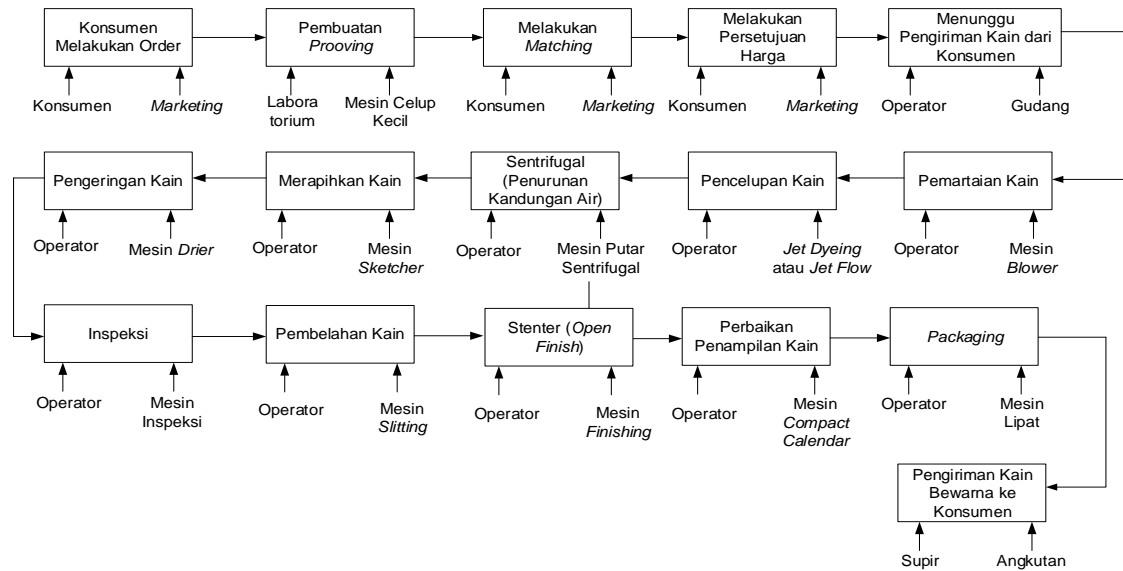 Konsumen
Melakukan Order
Pembuatan
Prooving
Melakukan
Matching
Melakukan
Persetujuan
Harga
Menunggu
Pengiriman Kain dari
Konsumen
Konsumen
Marketing
Labora
torium
Mesin Celup
Kecil
Konsumen
Marketing
Konsumen
Marketing
Operator
Gudang
Pengeringan Kain
Merapihkan Kain
Sentrifugal
(Penurunan
Kandungan Air)
Pencelupan Kain
Pemartaian Kain
Operator
Mesin Drier
Operator
Mesin
Sketcher
Operator
Mesin Putar
Sentrifugal
Operator
Jet Dyeing
atau Jet Flow
Operator
Mesin
Blower
Inspeksi
Pembelahan Kain
Stenter (Open
Finish)
Perbaikan
Penampilan Kain
Packaging
Operator
Mesin
Inspeksi
Operator
Mesin
Slitting
Operator
Mesin
Finishing
Operator
Mesin
Compact
Calendar
Operator
Mesin
Lipat
Pengiriman Kain
Bewarna ke
Konsumen
Supir
Angkutan